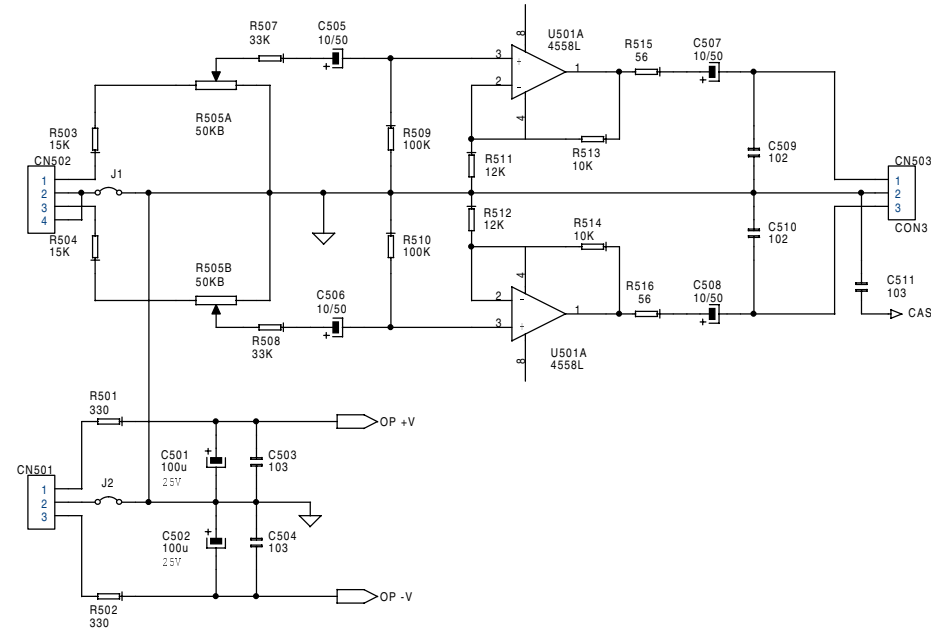 R507
33K
C505
10/50
+
8
U501A
4558L
3
+
1
2
-
4
R515
56
C507
10/50
+
R505A
50KB
R503
15K
CN502
1
2
3
4
J1
R509
100K
R511
12K
R513
10K
C509
102
CN503
1
2
3
CON3
R504
15K
R505B
50KB
R510
100K
R512
12K
R514
10K
C510
102
C511
103
CAS
R508
33K
C506
10/50
+
4
2
-
1
3
+
8
U501A
4558L
R516
56
C508
10/50
+
R501
330
OP +V
CN501
1
2
3
J2
C501
100u
25V
+
C503
103
C502
100u
25V
+
C504
103
R502
330
OP -V